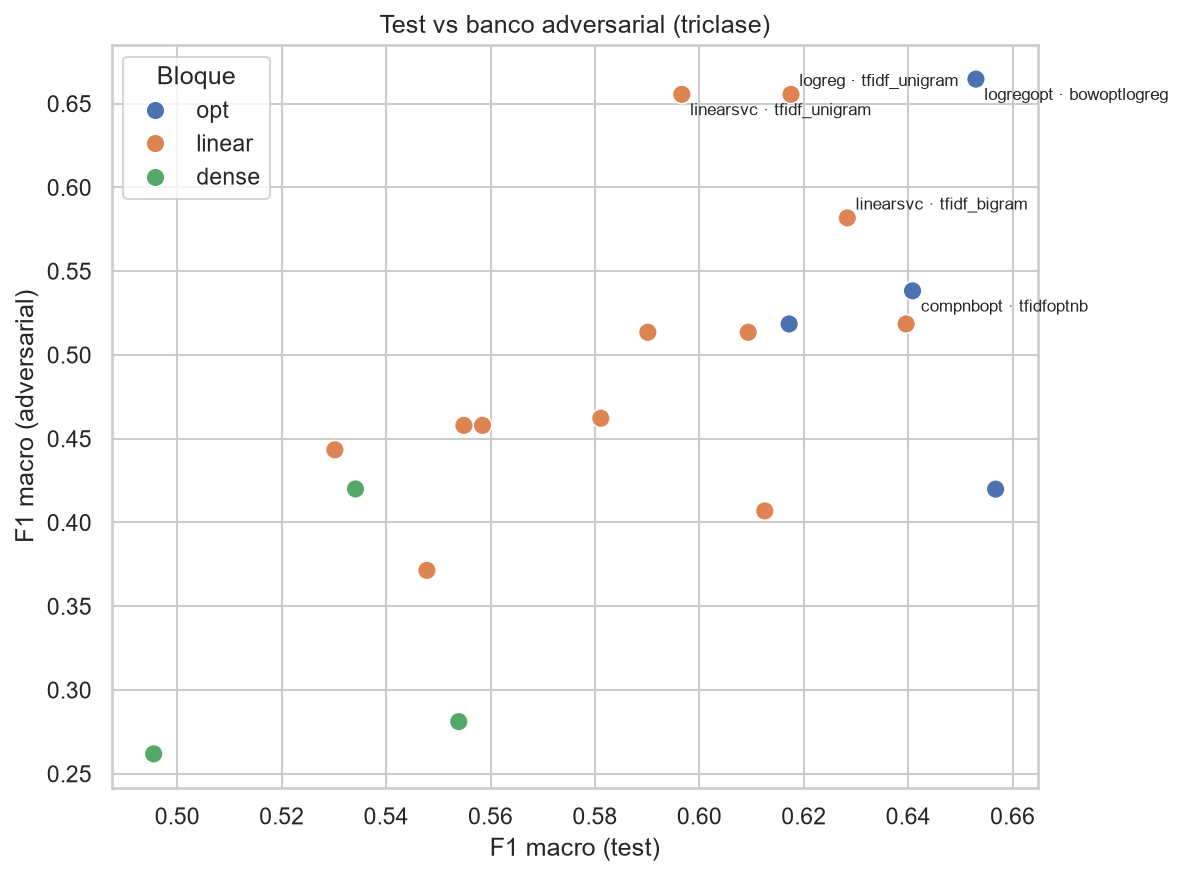 Test vs banco adversarial (triclase)
Bloque
opt
linear
dense
logreg · tfidf_unigram
logregopt · bowoptlogreg
linearsvc · tfidf_unigram
linearsvc · tfidf_bigram
compnbopt · tfidfoptnb
F1 macro (adversarial)
0.65
0.60
0.55
0.50
0.45
0.40
0.35
0.30
0.25
0.50 0.52 0.54 0.56 0.58 0.60 0.62 0.64 0.66
F1 macro (test)